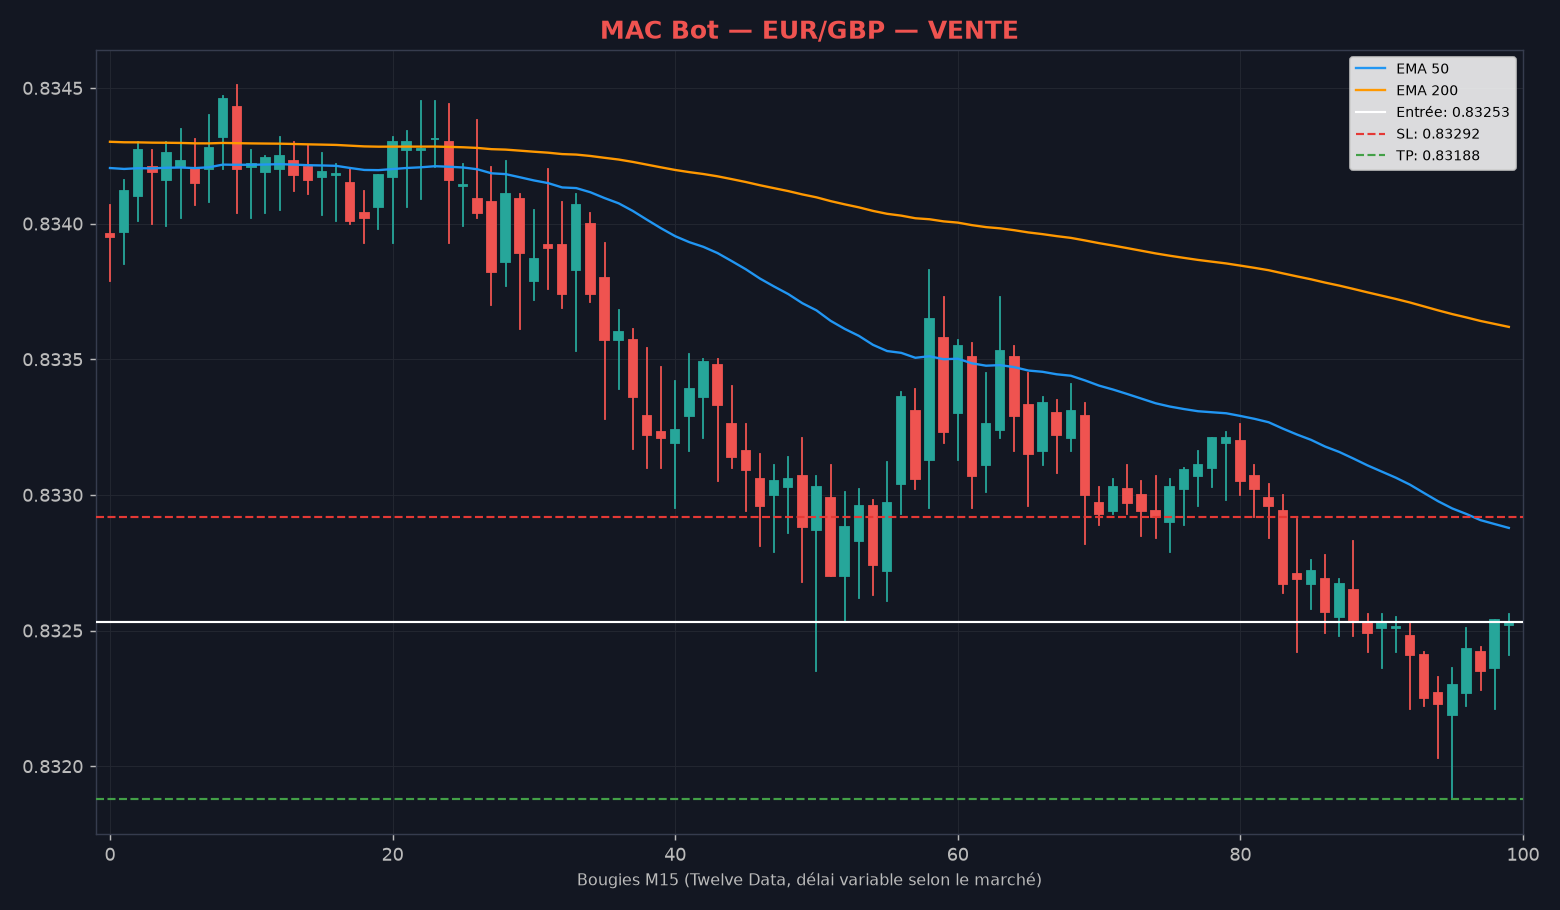 MAC Bot — EUR/GBP — VENTE
EMA 50
EMA 200
Entrée: 0.83253
SL: 0.83292
TP: 0.83188
0.8345
0.8340
0.8335
0.8330
0.8325
0.8320
0
20
40
60
80
100
Bougies M15 (Twelve Data, délai variable selon le marché)